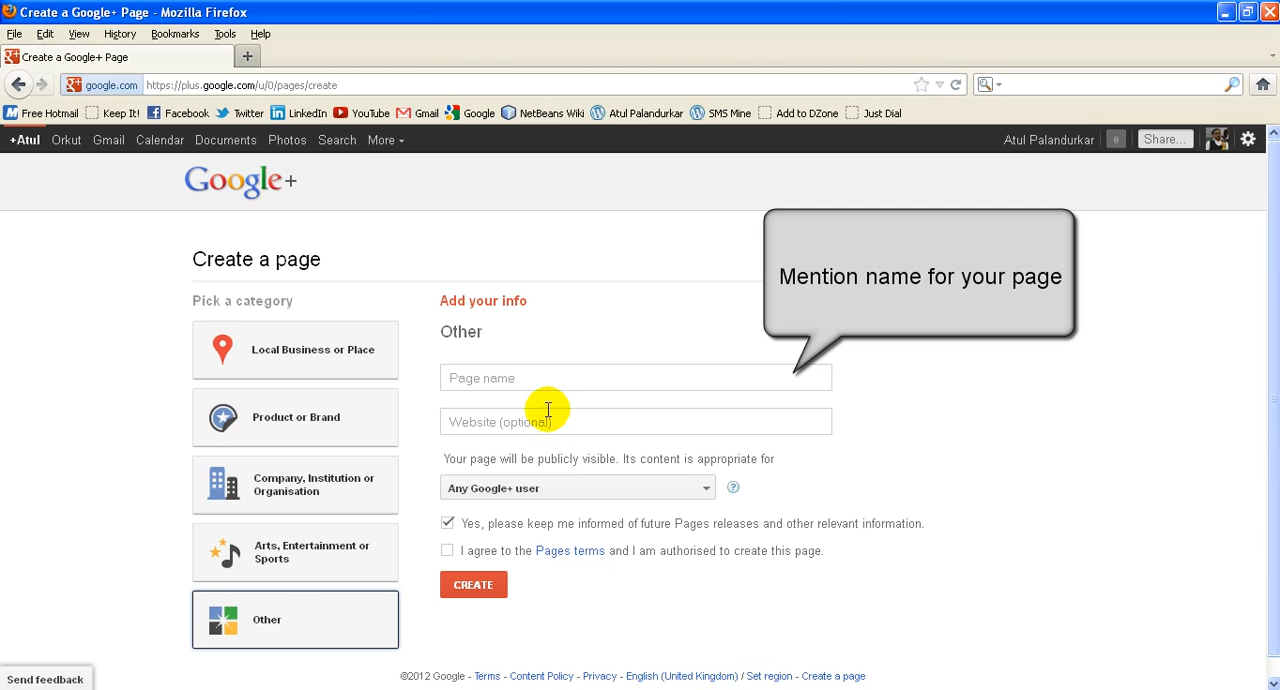 Create a Google+ Page - Mozilla Firefox
File Edit View History Bookmarks Tools Help
Create a Google+ Page
google.com https://plus.google.com/u/0/pages/create
Free Hotmail Keep It! Facebook Twitter LinkedIn YouTube Gmail Google NetBeans Wiki Atul Palandurkar SMS Mine Add to DZone Just Dial
+Atul Orkut Gmail Calendar Documents Photos Search More Atul Palandurkar 0 Share...
Google+
Mention name for your page
Create a page
Pick a category
Local Business or Place
Product or Brand
Company, Institution or
Organisation
Arts, Entertainment or
Sports
Other
Add your info
Other
Page name
Website (optional)
Your page will be publicly visible. Its content is appropriate for
Any Google+ user ?
Yes, please keep me informed of future Pages releases and other relevant information.
I agree to the Pages terms and I am authorised to create this page.
CREATE
©2012 Google - Terms - Content Policy - Privacy - English (United Kingdom) / Set region - Create a page
Send feedback